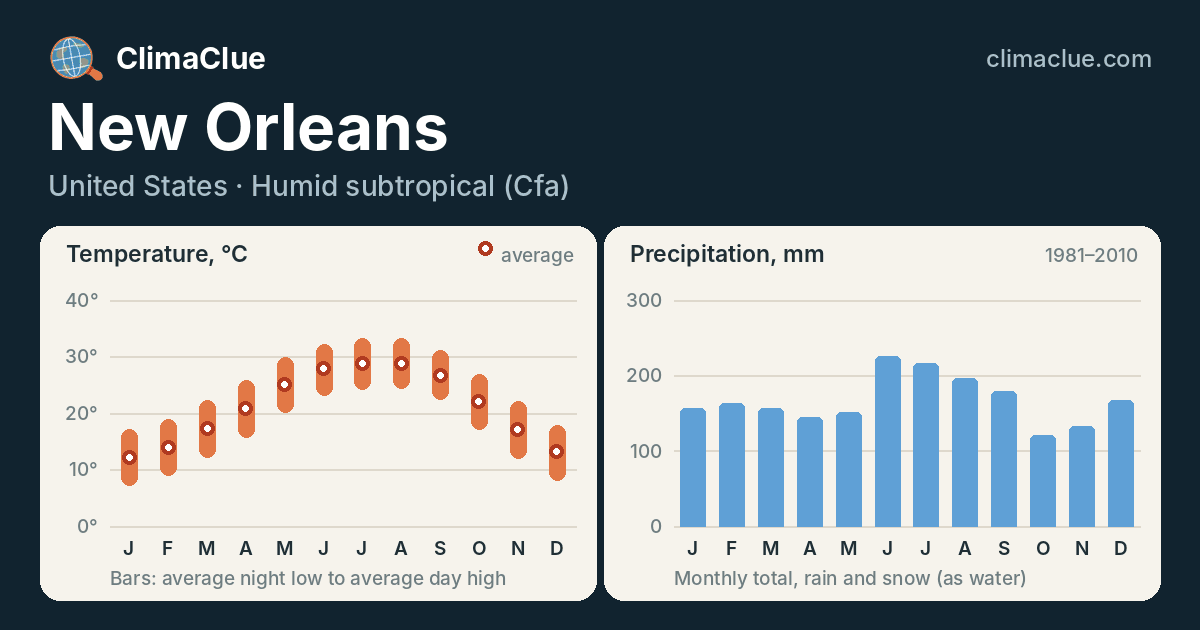 ClimaClue
climaclue.com
New Orleans
United States · Humid subtropical (Cfa)
Temperature, °C
average
40°
30°
20°
10°
0°
J F M A M J J A S O N D
Bars: average night low to average day high
Precipitation, mm
1981–2010
300
200
100
0
J F M A M J J A S O N D
Monthly total, rain and snow (as water)